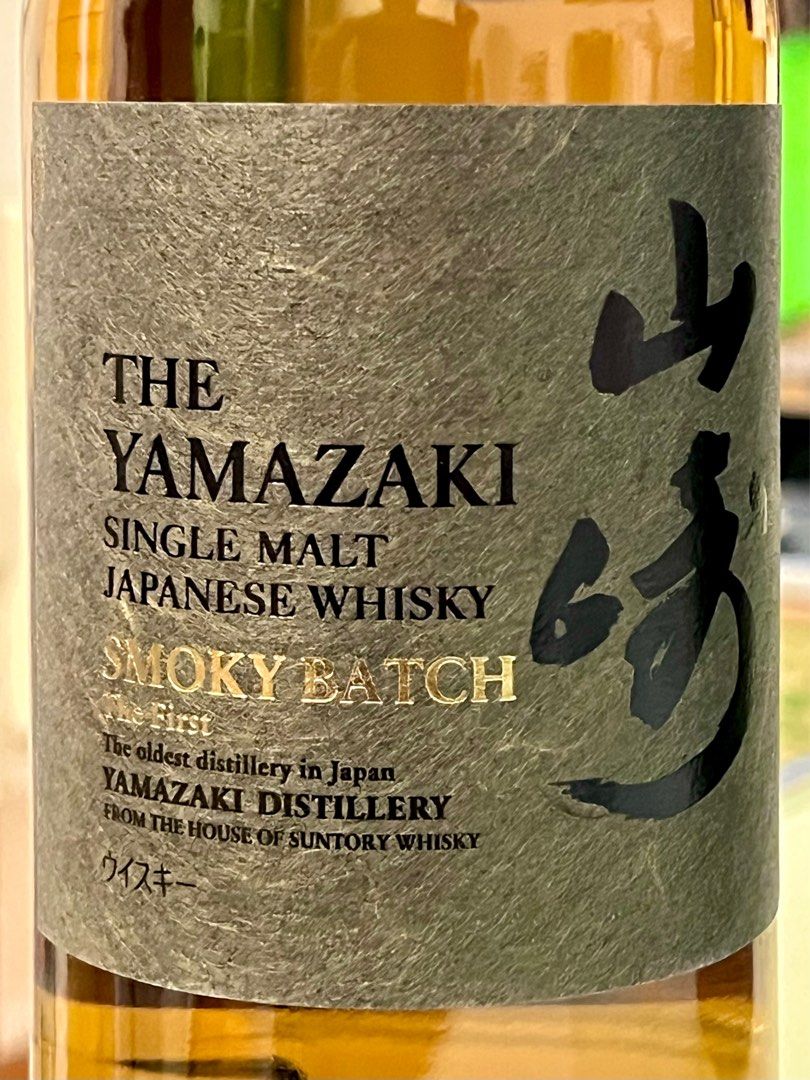 THE
YAMAZAKI
SINGLE MALT
JAPANESE WHISKY
SMOKY BATCH
The First
The oldest distillery in Japan
YAMAZAKI DISTILLERY
FROM THE HOUSE OF SUNTORY WHISKY
ウイスキー
山崎